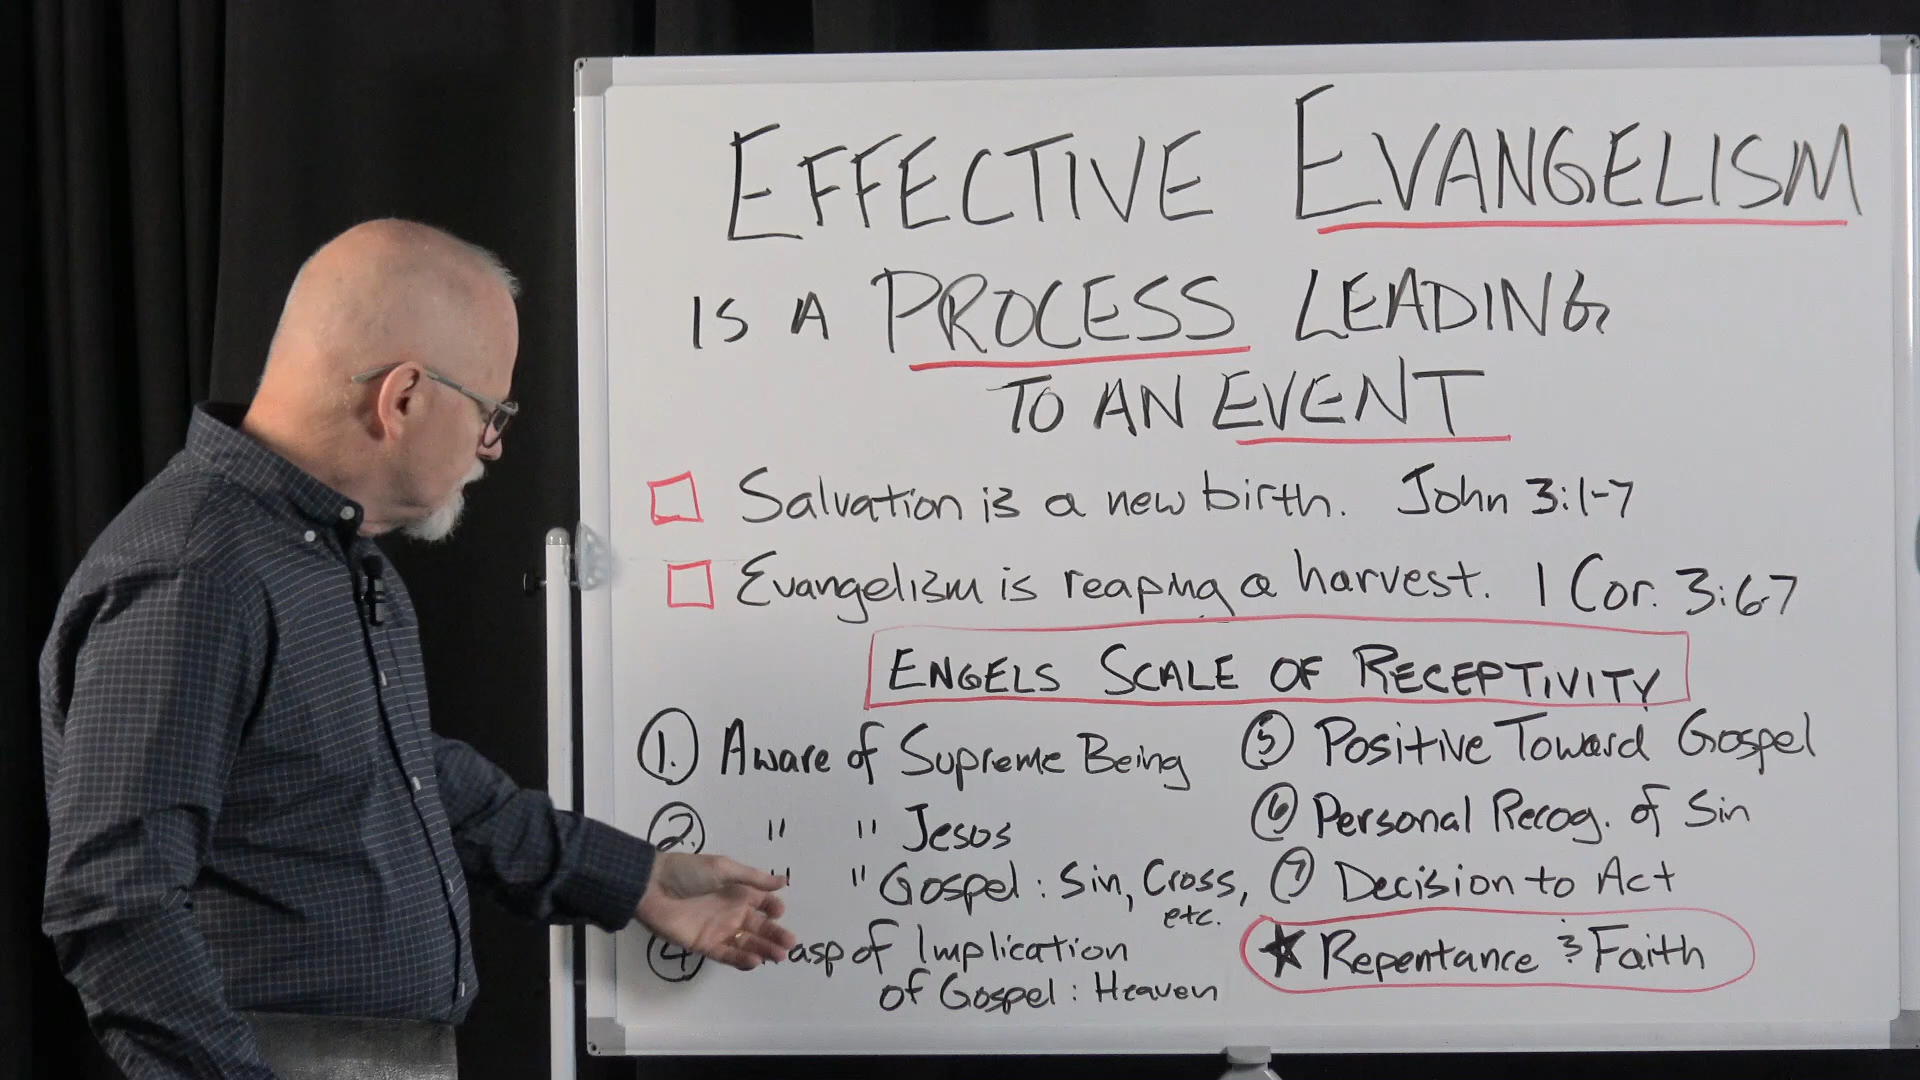 EFFECTIVE EVANGELISM
IS A PROCESS LEADING
TO AN EVENT
Salvation is a new birth. John 3:1-7
Evangelism is reaping a harvest. 1 Cor. 3:6-7
ENGELS SCALE OF RECEPTIVITY
1. Aware of Supreme Being
2. " " Jesus
" " Gospel: Sin, Cross, etc.
4 of Implication
of Gospel: Heaven
5 Positive Toward Gospel
6 Personal Recog. of Sin
7 Decision to Act
★ Repentance & Faith